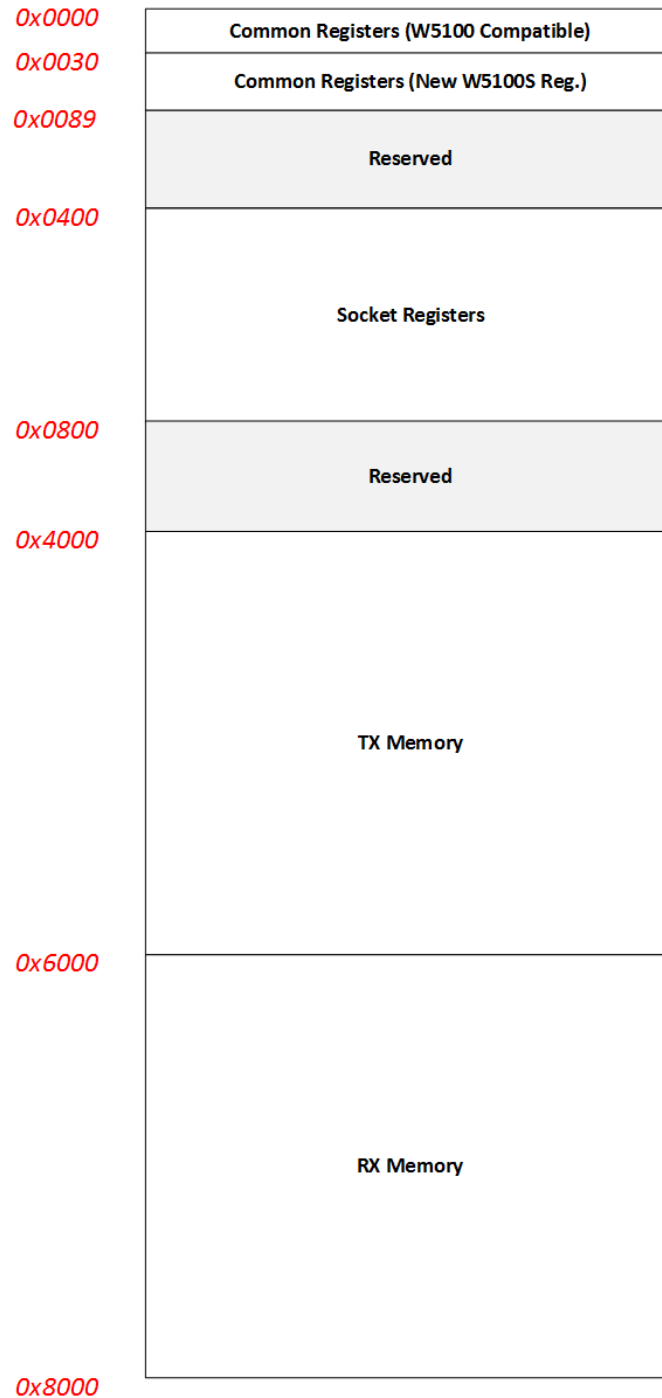 0x0000
Common Registers (W5100 Compatible)
0x0030
Common Registers (New W5100S Reg.)
0x0089
Reserved
0x0400
Socket Registers
0x0800
Reserved
0x4000
TX Memory
0x6000
RX Memory
0x8000